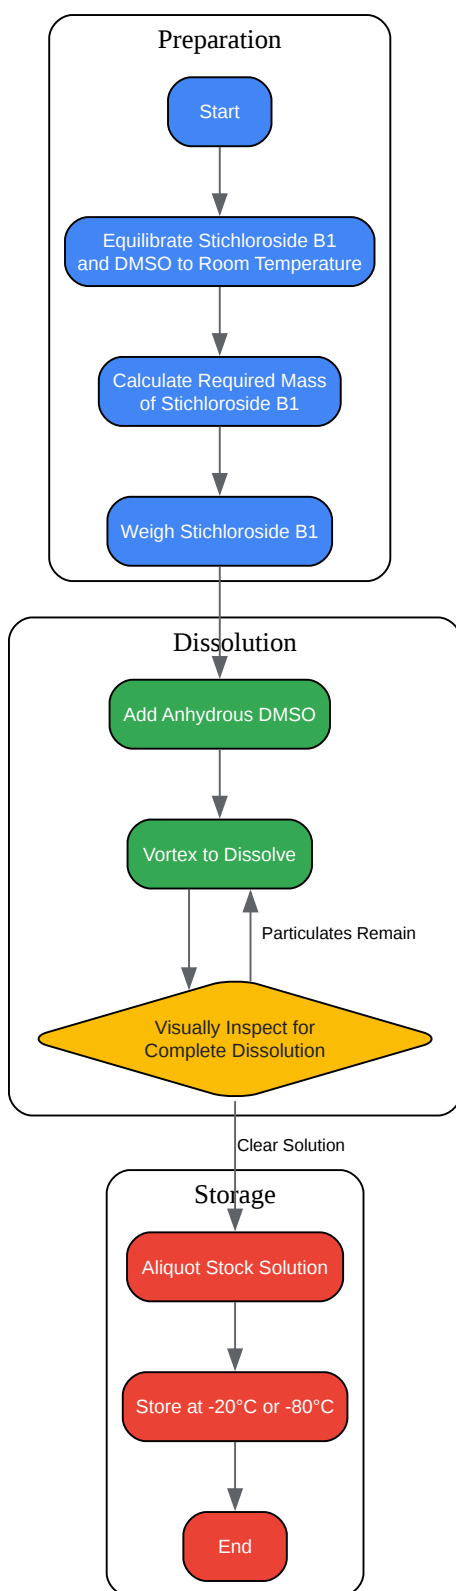 Preparation
Start
Equilibrate Stichloroside B1
and DMSO to Room Temperature
Calculate Required Mass
of Stichloroside B1
Weigh Stichloroside B1
Dissolution
Add Anhydrous DMSO
Vortex to Dissolve
Particulates Remain
Visually Inspect for
Complete Dissolution
Clear Solution
Storage
Aliquot Stock Solution
Store at -20°C or -80°C
End